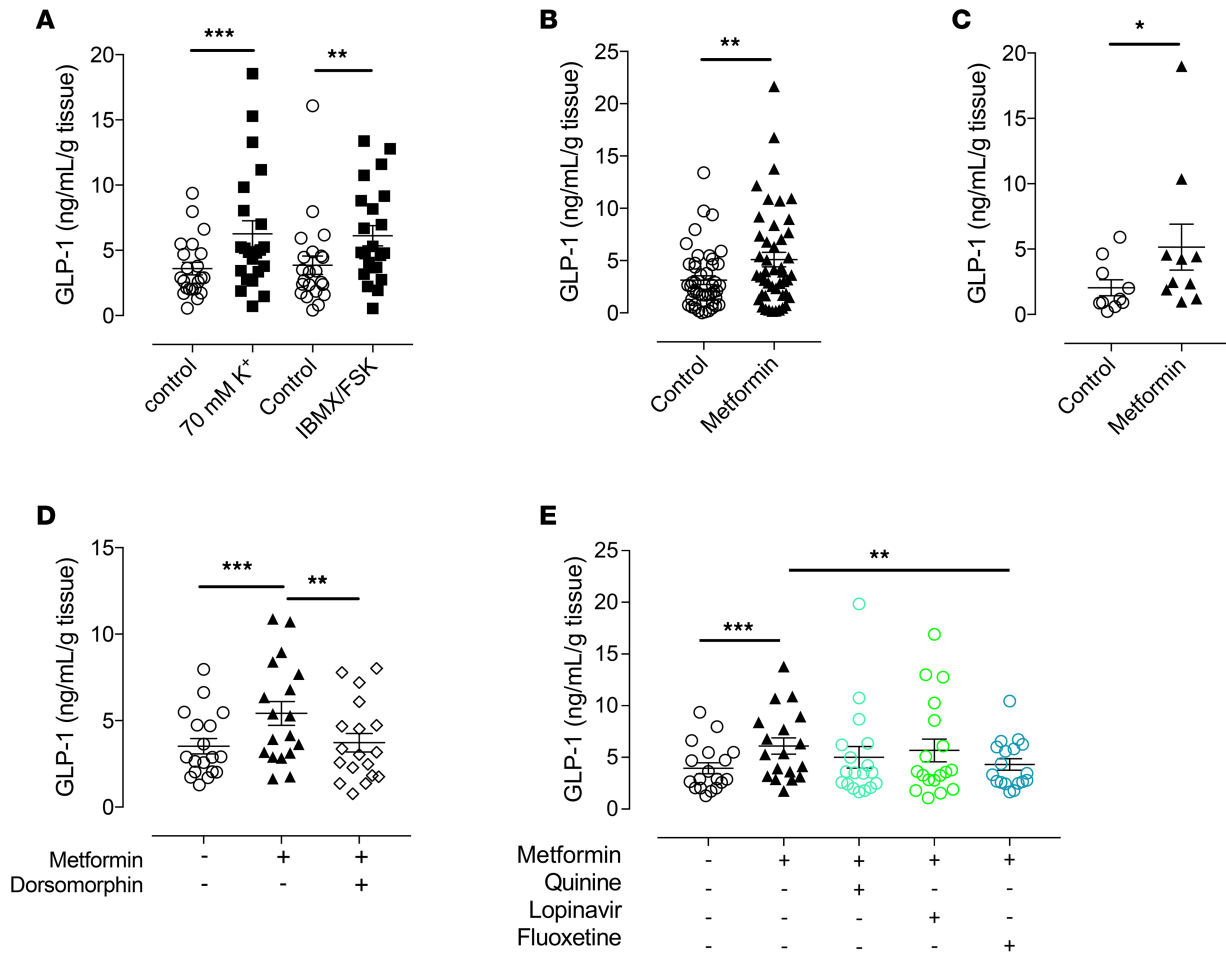 A
GLP-1 (ng/mL/g tissue)
20
15
10
5
0
***
**
control
70 mM K+
Control
IBMX/FSK
B
GLP-1 (ng/mL/g tissue)
25
20
15
10
5
0
**
Control
Metformin
C
GLP-1 (ng/mL/g tissue)
20
15
10
5
0
*
Control
Metformin
D
GLP-1 (ng/mL/g tissue)
15
10
5
0
***
**
Metformin - + +
Dorsomorphin - - +
E
GLP-1 (ng/mL/g tissue)
25
20
15
10
5
0
***
**
Metformin - + + + +
Quinine - - + - -
Lopinavir - - - + -
Fluoxetine - - - - +